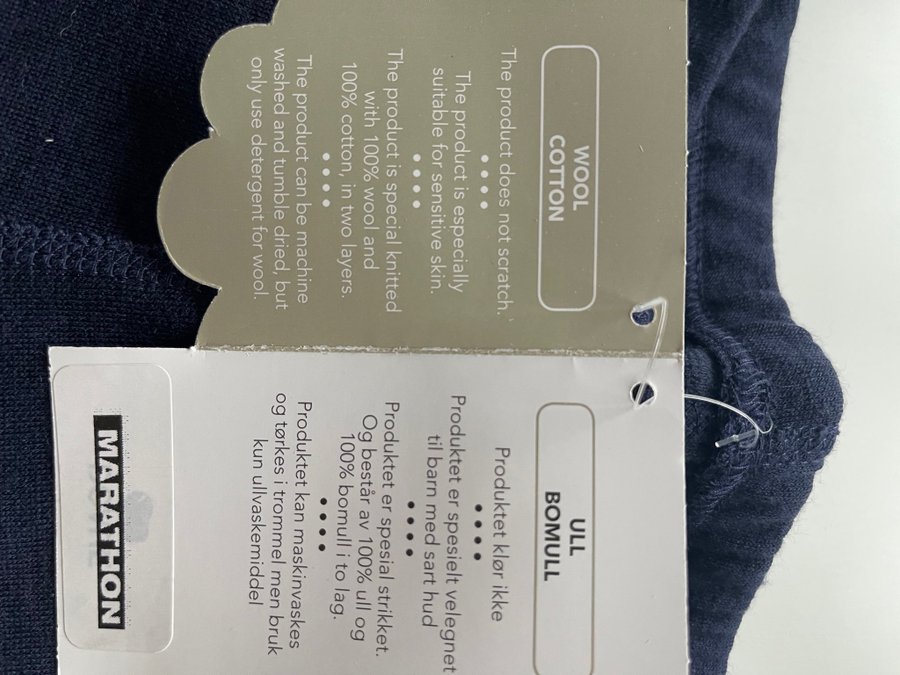 WOOL
COTTON
The product does not scratch.
The product is especially
suitable for sensitive skin.
The product is special knitted
with 100% wool and
100% cotton, in two layers.
The product can be machine
washed and tumble dried, but
only use detergent for wool.
ULL
BOMULL
Produktet klør ikke
Produktet er spesielt velegnet
til barn med sart hud
Produktet er spesial strikket.
Og består av 100% ull og
100% bomull i to lag.
Produktet kan maskinvaskes
og tørkes i trommel men bruk
kun ullvaskemiddel
MARATHON